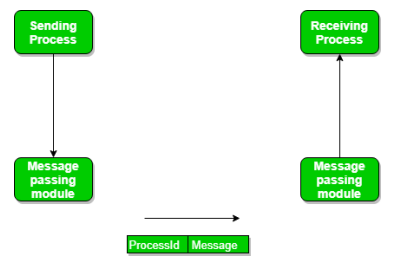 Sending
Process
Receiving
Process
Message
passing
module
Message
passing
module
ProcessId Message